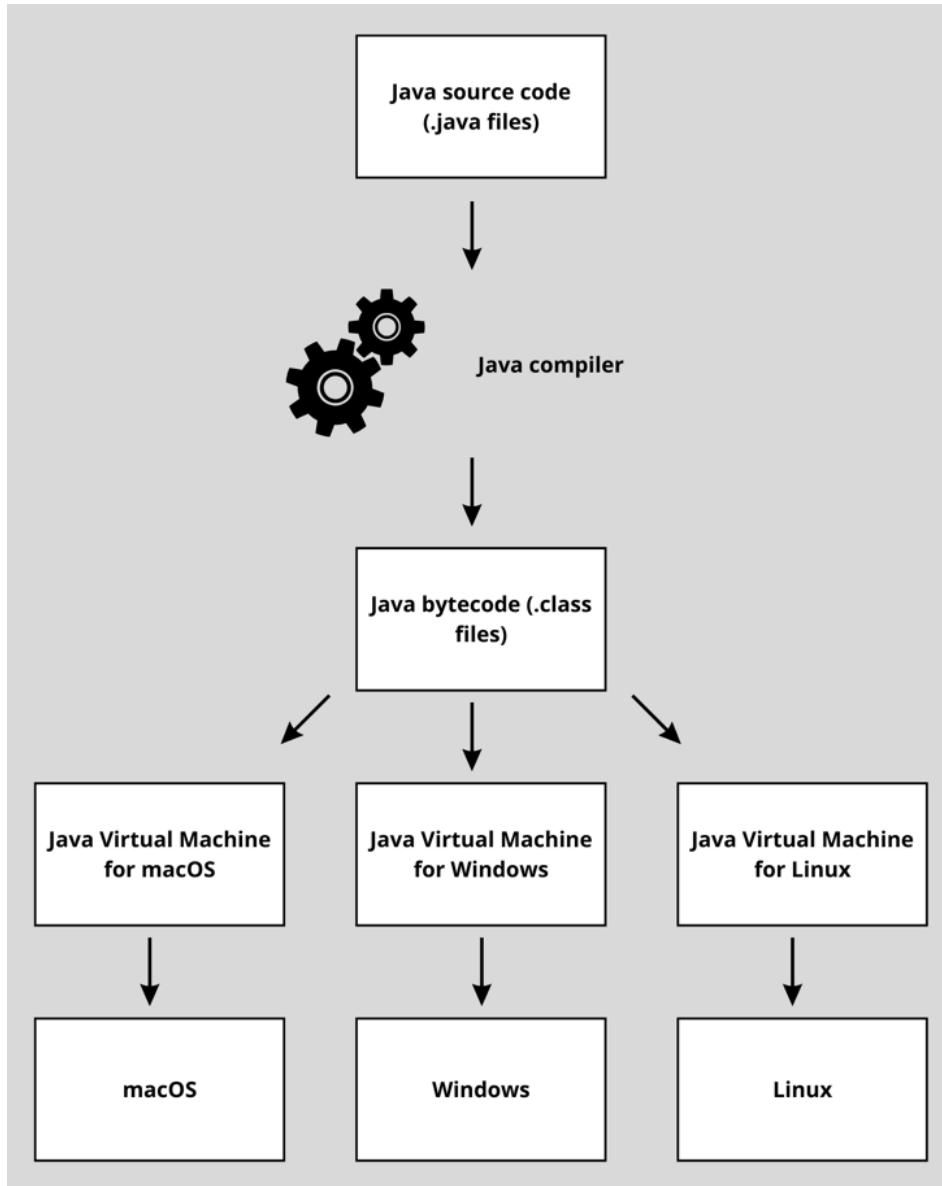 Java source code
(.java files)
Java compiler
Java bytecode (.class
files)
Java Virtual Machine
for macOS
Java Virtual Machine
for Windows
Java Virtual Machine
for Linux
macOS
Windows
Linux